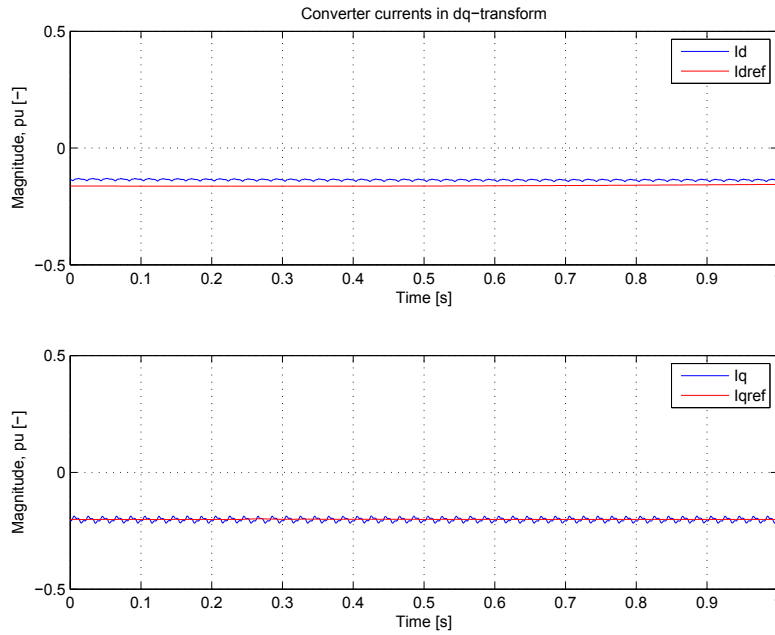 Converter currents in dq−transform
0.5
0
−0.5
Magnitude, pu [−]
Id
Idref
0 0.1 0.2 0.3 0.4 0.5 0.6 0.7 0.8 0.9
Time [s]
0.5
0
−0.5
Magnitude, pu [−]
Iq
Iqref
0 0.1 0.2 0.3 0.4 0.5 0.6 0.7 0.8 0.9
Time [s]